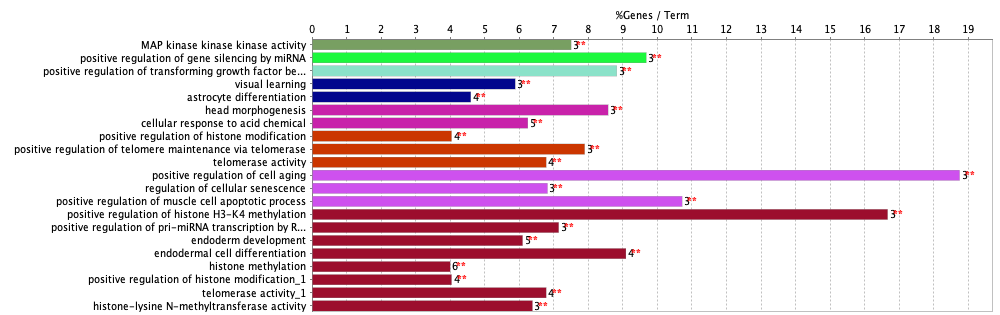 %Genes / Term
0 1 2 3 4 5 6 7 8 9 10 11 12 13 14 15 16 17 18 19
MAP kinase kinase kinase activity 3**
positive regulation of gene silencing by miRNA 3**
positive regulation of transforming growth factor be... 3**
visual learning 3**
astrocyte differentiation 4**
head morphogenesis 3**
cellular response to acid chemical 5**
positive regulation of histone modification 4**
positive regulation of telomere maintenance via telomerase 3**
telomerase activity 4**
positive regulation of cell aging 3**
regulation of cellular senescence 3**
positive regulation of muscle cell apoptotic process 3**
positive regulation of histone H3-K4 methylation 3**
positive regulation of pri-miRNA transcription by R... 3**
endoderm development 5**
endodermal cell differentiation 4**
histone methylation 6**
positive regulation of histone modification_1 4**
telomerase activity_1 4**
histone-lysine N-methyltransferase activity 3**